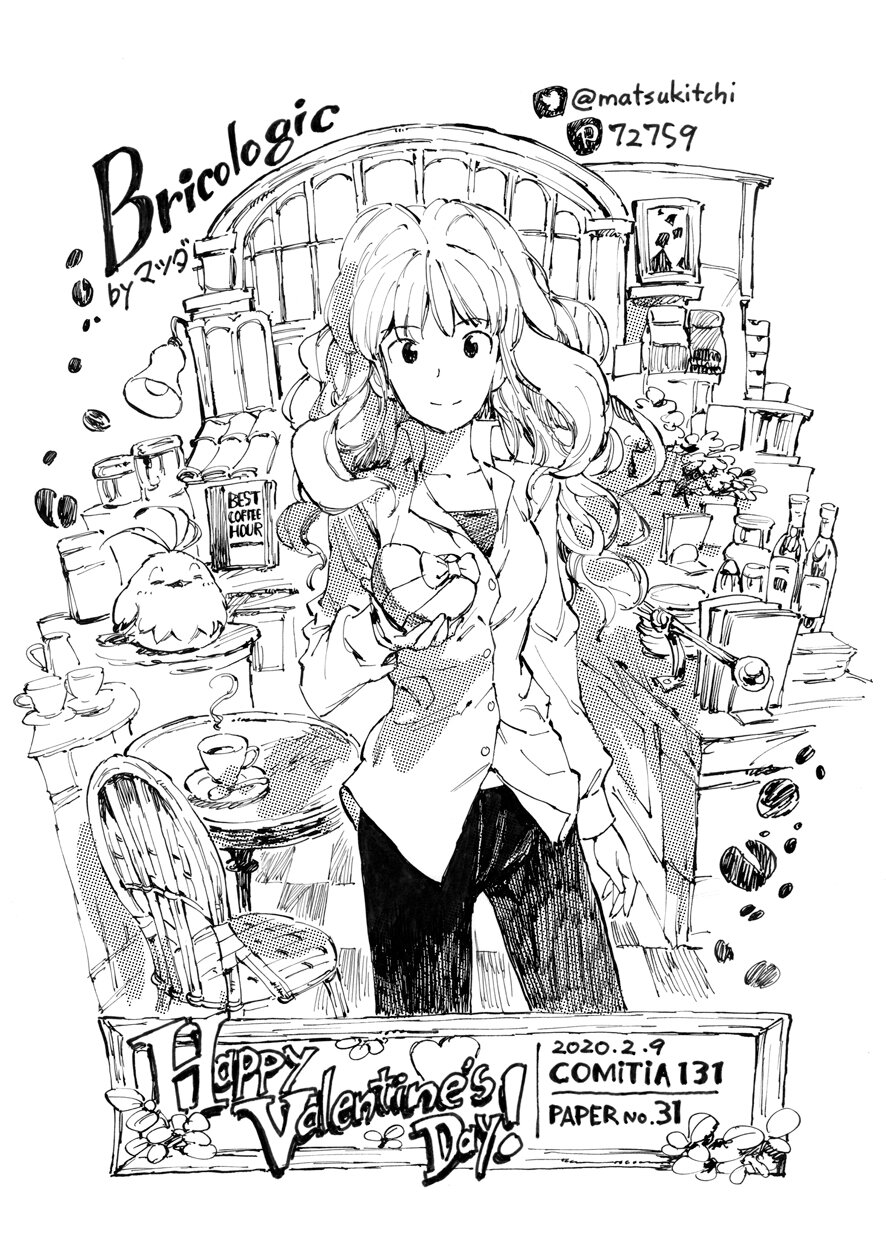 @matsukitchi
72759
Bricologic
by マツダ
BEST
COFFEE
HOUR
Happy
Valentine's
Day!
2020.2.9
COMITIA 131
PAPER No.31